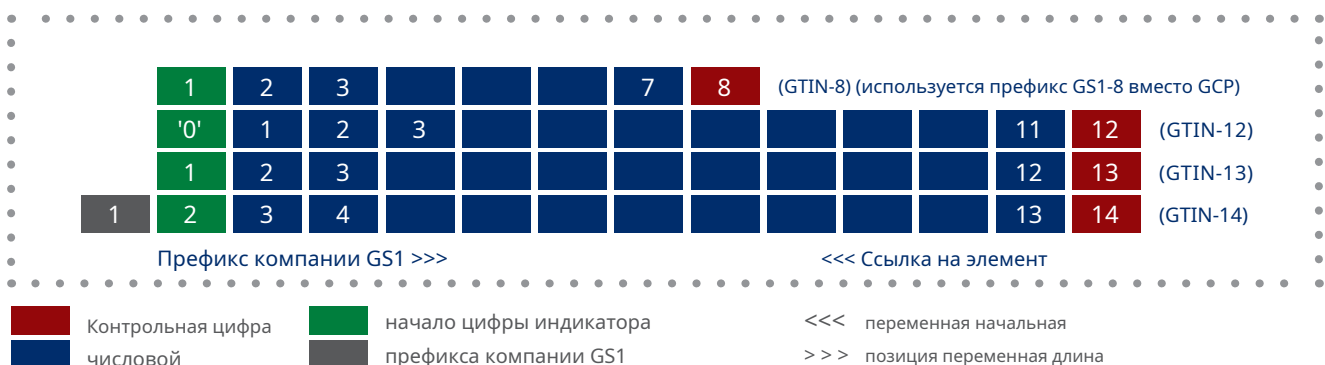 1 2 3 7 8 (GTIN-8) (используется префикс GS1-8 вместо GCP)
'0' 1 2 3 11 12 (GTIN-12)
1 2 3 12 13 (GTIN-13)
1 2 3 4 13 14 (GTIN-14)
Префикс компании GS1 >>> <<< Ссылка на элемент
Контрольная цифра начало цифры индикатора <<< переменная начальная
числовой префикса компании GS1 > > > позиция переменная длина